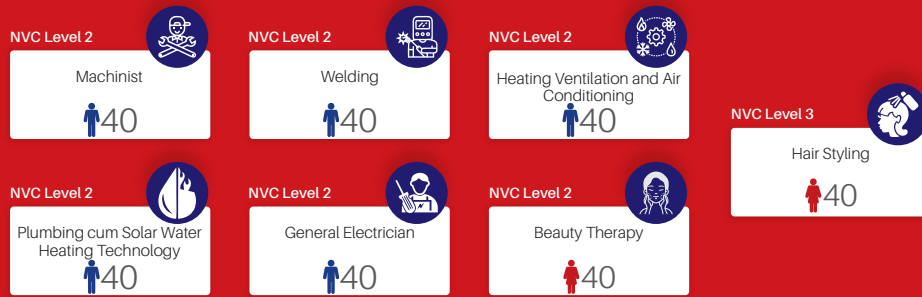 NVC Level 2
Machinist
40
NVC Level 2
Welding
40
NVC Level 2
Heating Ventilation and Air
Conditioning
40
NVC Level 3
Hair Styling
40
NVC Level 2
Plumbing cum Solar Water
Heating Technology
40
NVC Level 2
General Electrician
40
NVC Level 2
Beauty Therapy
40